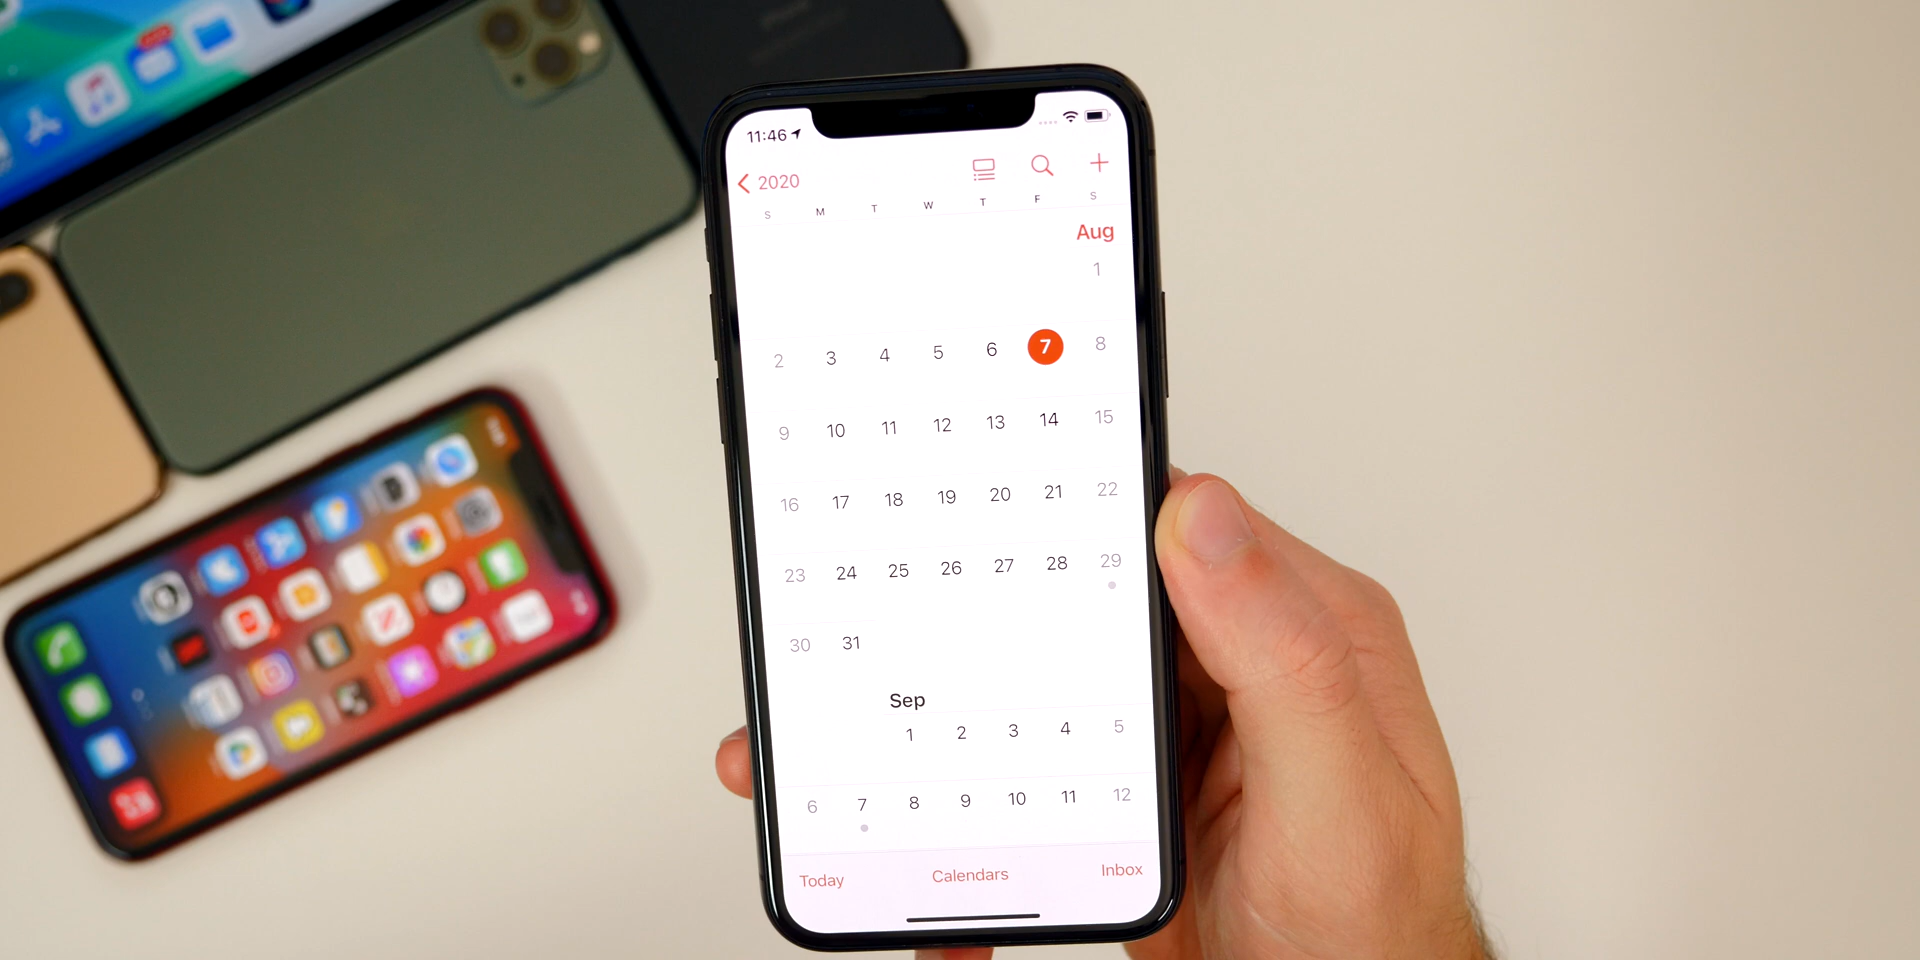 11:46
2020
S M T W T F S
Aug
1
2 3 4 5 6 7 8
9 10 11 12 13 14 15
16 17 18 19 20 21 22
23 24 25 26 27 28 29
30 31
Sep
1 2 3 4 5
6 7 8 9 10 11 12
Today Calendars Inbox